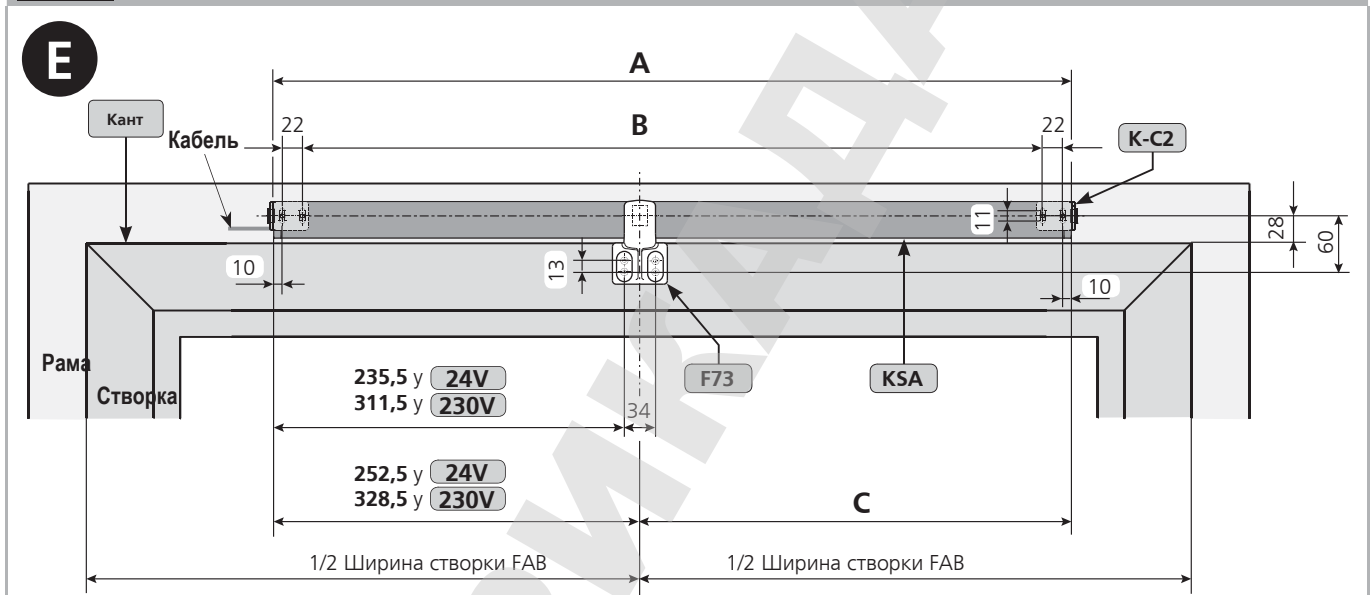 E
A
Кант
22
B
22
Кабель
K-C2
11
28
60
10
13
10
Рама
F73
KSA
Створка
235,5 у 24V
311,5 у 230V
34
252,5 у 24V
328,5 у 230V
C
1/2 Ширина створки FAB
1/2 Ширина створки FAB